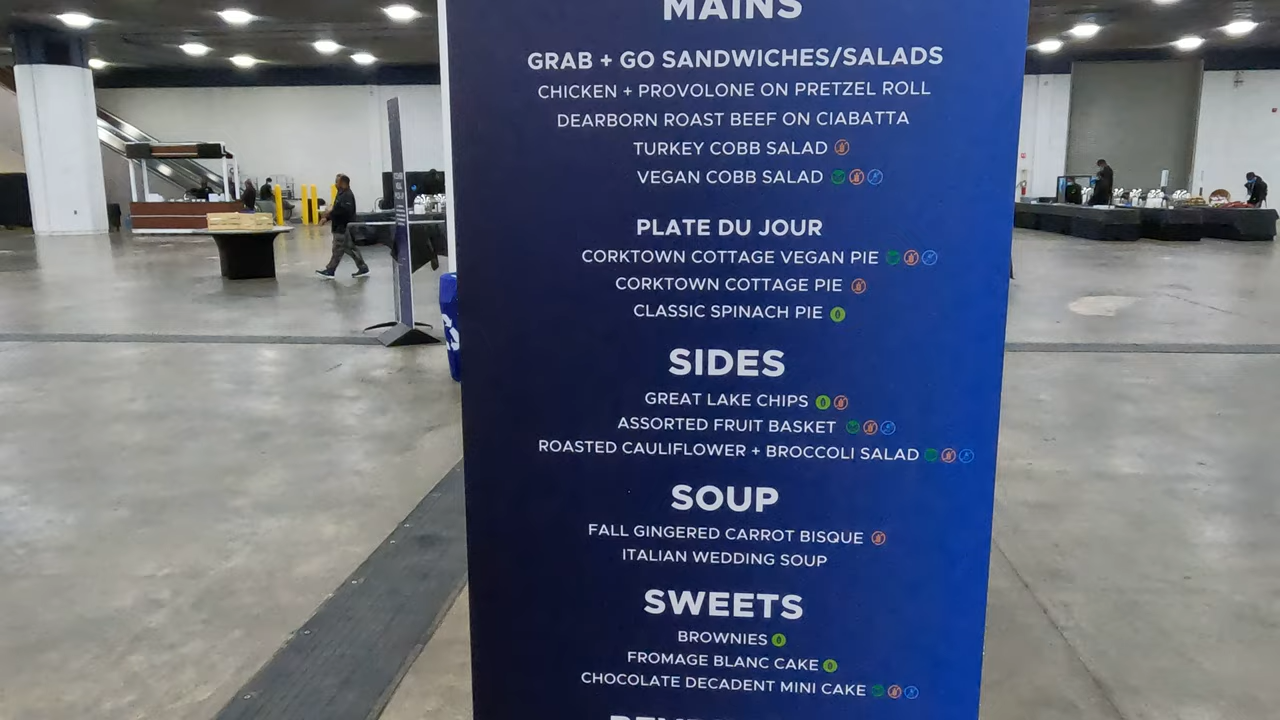 MAINS
GRAB + GO SANDWICHES/SALADS
CHICKEN + PROVOLONE ON PRETZEL ROLL
DEARBORN ROAST BEEF ON CIABATTA
TURKEY COBB SALAD
VEGAN COBB SALAD
PLATE DU JOUR
CORKTOWN COTTAGE VEGAN PIE
CORKTOWN COTTAGE PIE
CLASSIC SPINACH PIE
SIDES
GREAT LAKE CHIPS
ASSORTED FRUIT BASKET
ROASTED CAULIFLOWER + BROCCOLI SALAD
SOUP
FALL GINGERED CARROT BISQUE
ITALIAN WEDDING SOUP
SWEETS
BROWNIES
FROMAGE BLANC CAKE
CHOCOLATE DECADENT MINI CAKE